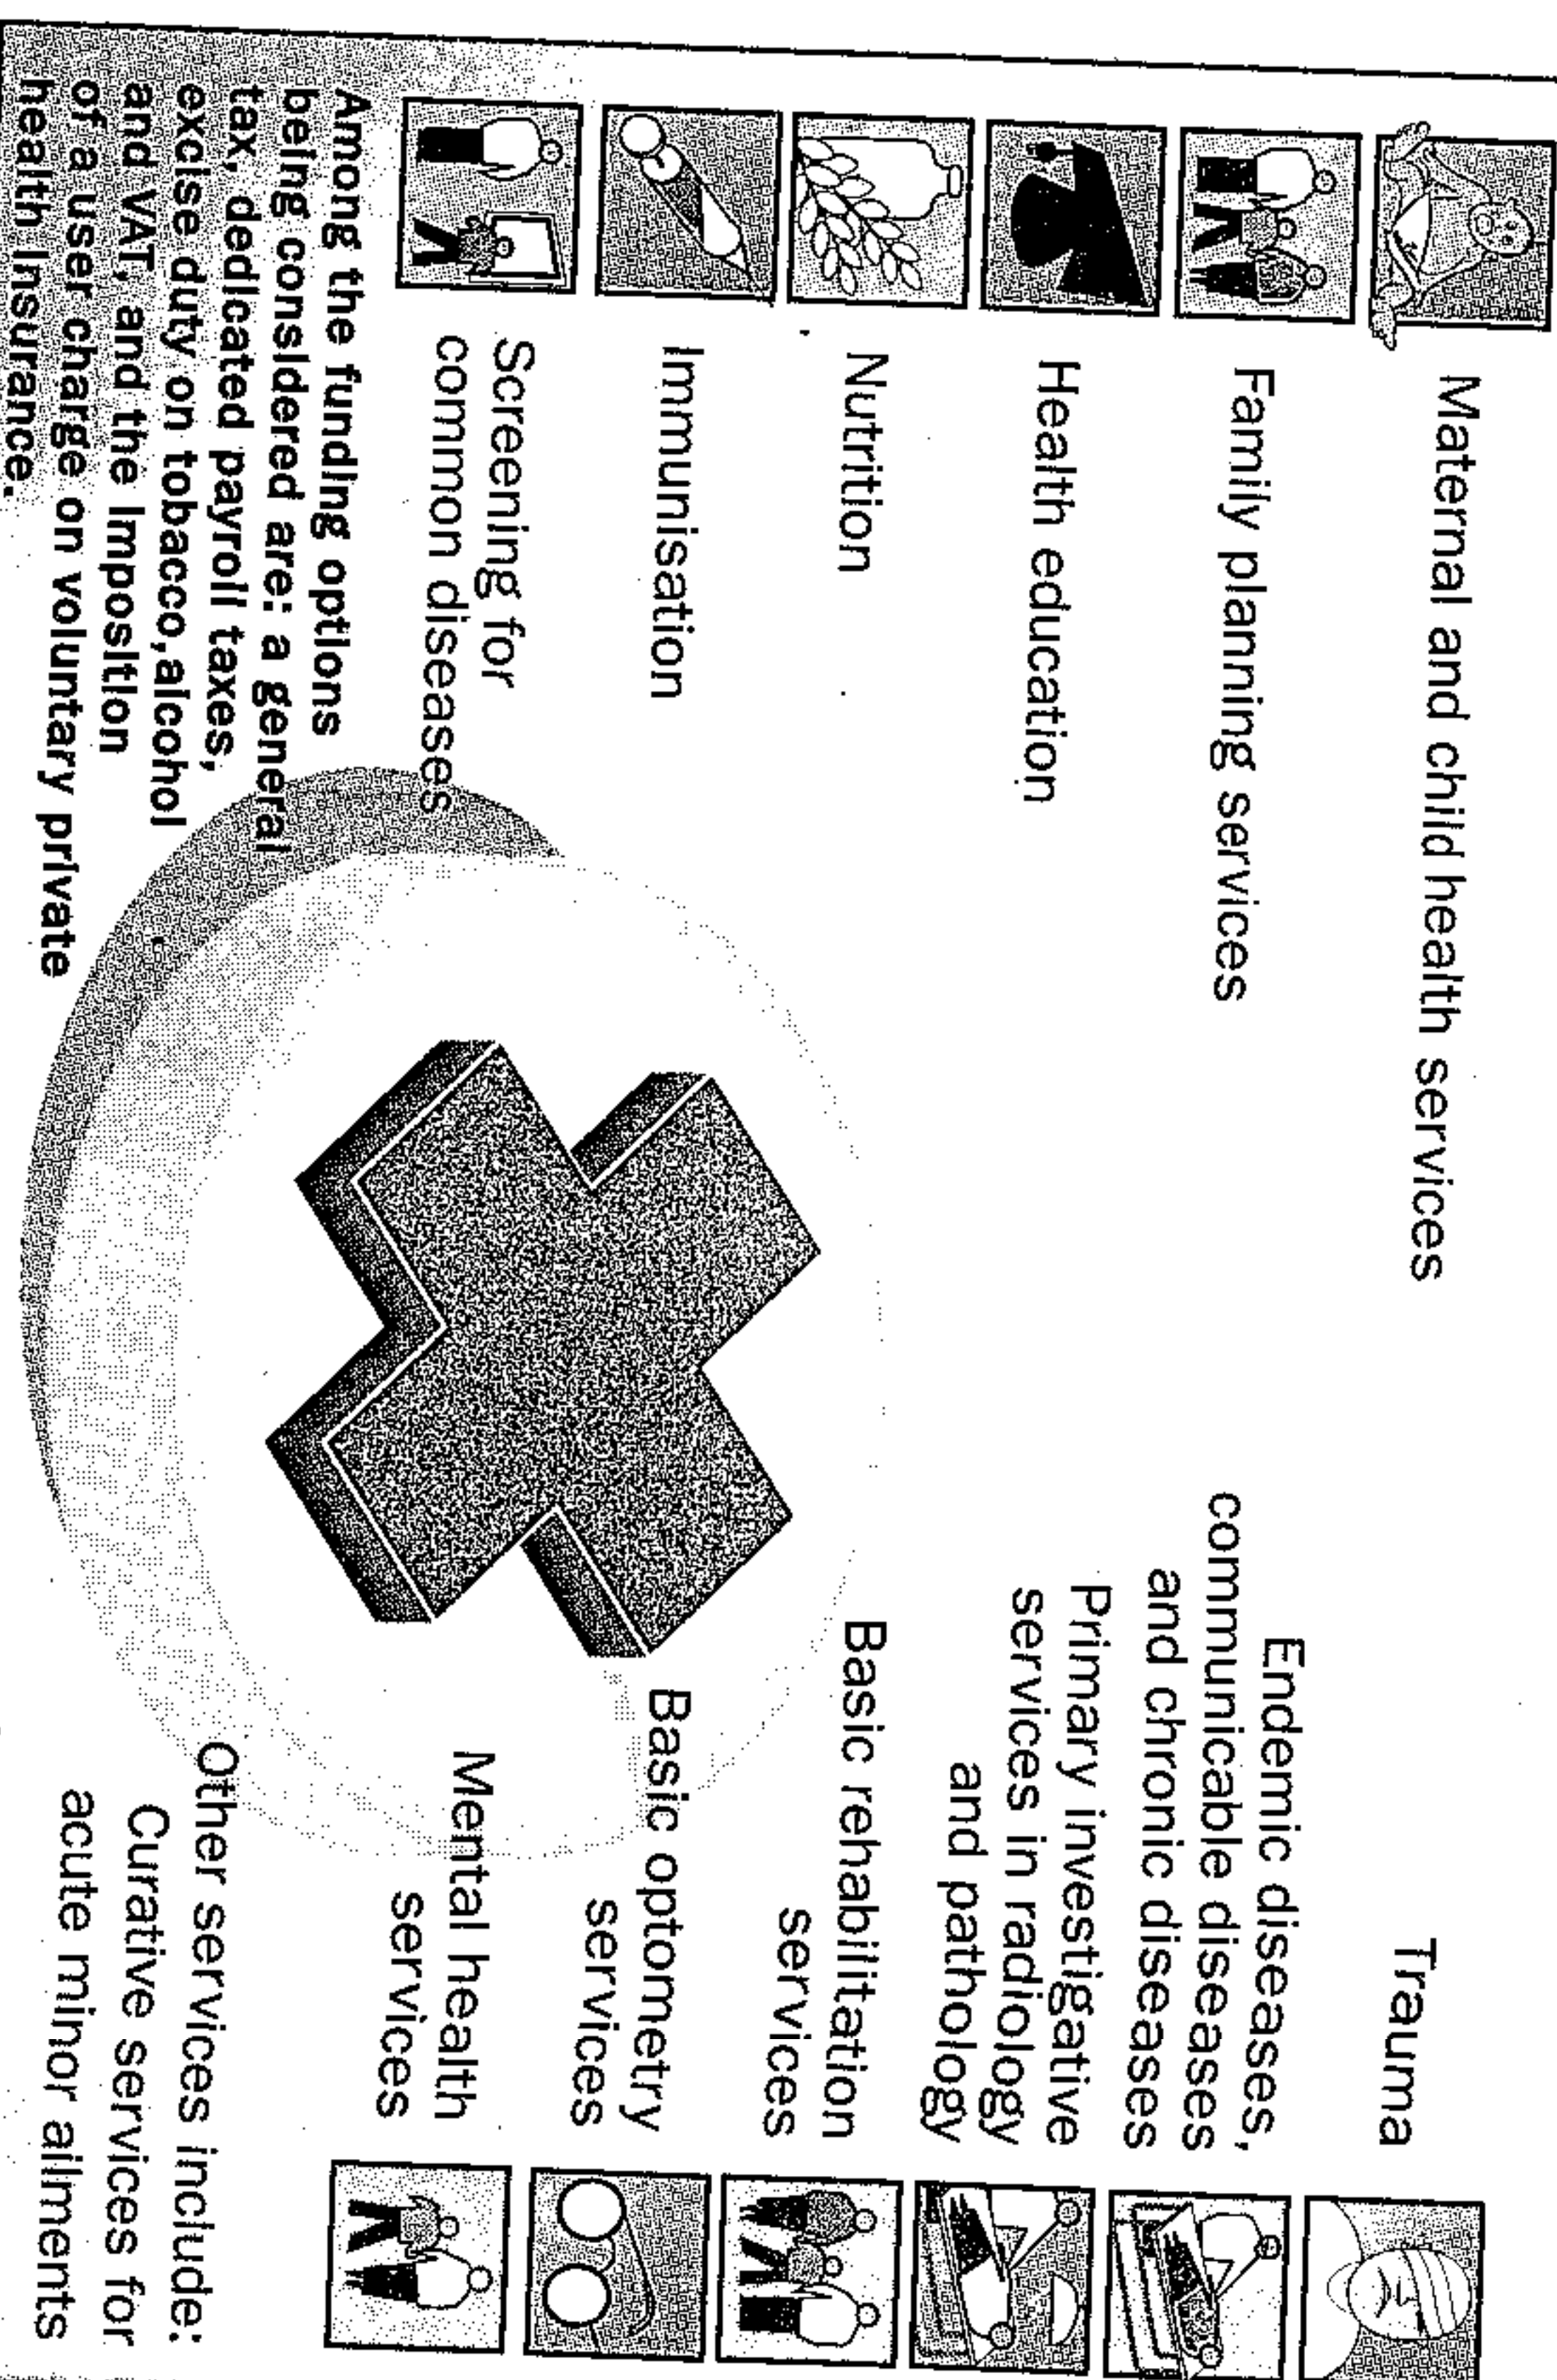 Maternal and child health services
Family planning services
Health education
Nutrition
Immunisation
Screening for
common diseases
Among the funding options
being considered are: a general
tax, dedicated payroll taxes,
excise duty on tobacco,alcohol
and VAT, and the imposition
of a user charge on voluntary private
health insurance.
Trauma
Endemic diseases,
communicable diseases
and chronic diseases
Primary investigative
services in radiology
and pathology
Basic rehabilitation
services
Basic optometry
services
Mental health
services
Other services include:
Curative services for
acute minor ailments